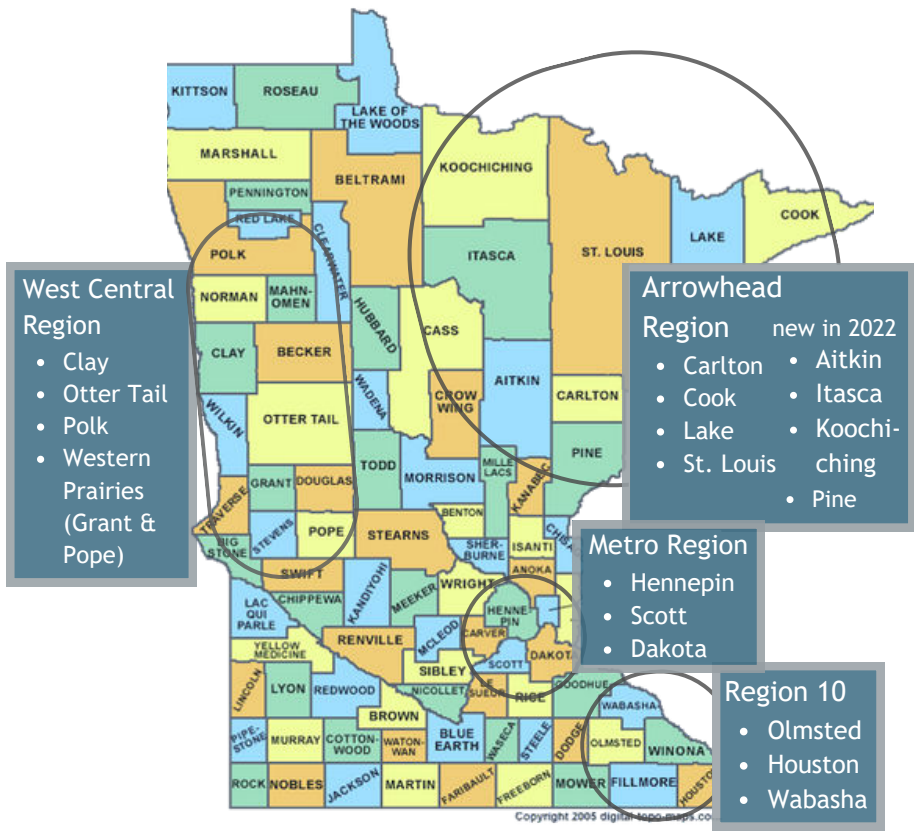 KITTSON
ROSEAU
LAKE OF
THE WOODS
MARSHALL
BELTRAMI
KOOCHICHING
PENNINGTON
RED LAKE
POLK
CLEARWATER
ITASCA
ST. LOUIS
LAKE
COOK
NORMAN
MAHN-
OMEN
HUBBARD
CASS
CLAY
BECKER
WADENA
CROW
WING
AITKIN
CARLTON
WILKIN
OTTER TAIL
TODD
MORRISON
MILLE
LACS
KANABEC
PINE
GRANT
DOUGLAS
TRAVERSE
STEVENS
POPE
STEARNS
BENTON
BIG
STONE
SHER-
BURNE
ISANTI
CHISA
SWIFT
KANDIYOHI
ANOKA
WRIGHT
LAC
QUI
PARLE
CHIPPEWA
MEEKER
HENNE
PIN
YELLOW
MEDICINE
RENVILLE
MCLEOD
CARVER
SCOTT
DAKOTA
SIBLEY
LINCOLN
LYON
REDWOOD
NICOLLET
LE
SUEUR
RICE
GOODHUE
WABASHA
BROWN
PIPE-
STONE
MURRAY
COTTON-
WOOD
WATON-
WAN
BLUE
EARTH
WASECA
STEELE
DODGE
OLMSTED
WINONA
ROCK
NOBLES
JACKSON
MARTIN
FARIBAULT
FREEBORN
MOWER
FILLMORE
HOUSTO
Copyright 2005 digital-topo-maps.co
West Central
Region
• Clay
• Otter Tail
• Polk
• Western
Prairies
(Grant &
Pope)
Arrowhead
Region
• Carlton
• Cook
• Lake
• St. Louis
new in 2022
• Aitkin
• Itasca
• Koochi-
ching
• Pine
Metro Region
• Hennepin
• Scott
• Dakota
Region 10
• Olmsted
• Houston
• Wabasha